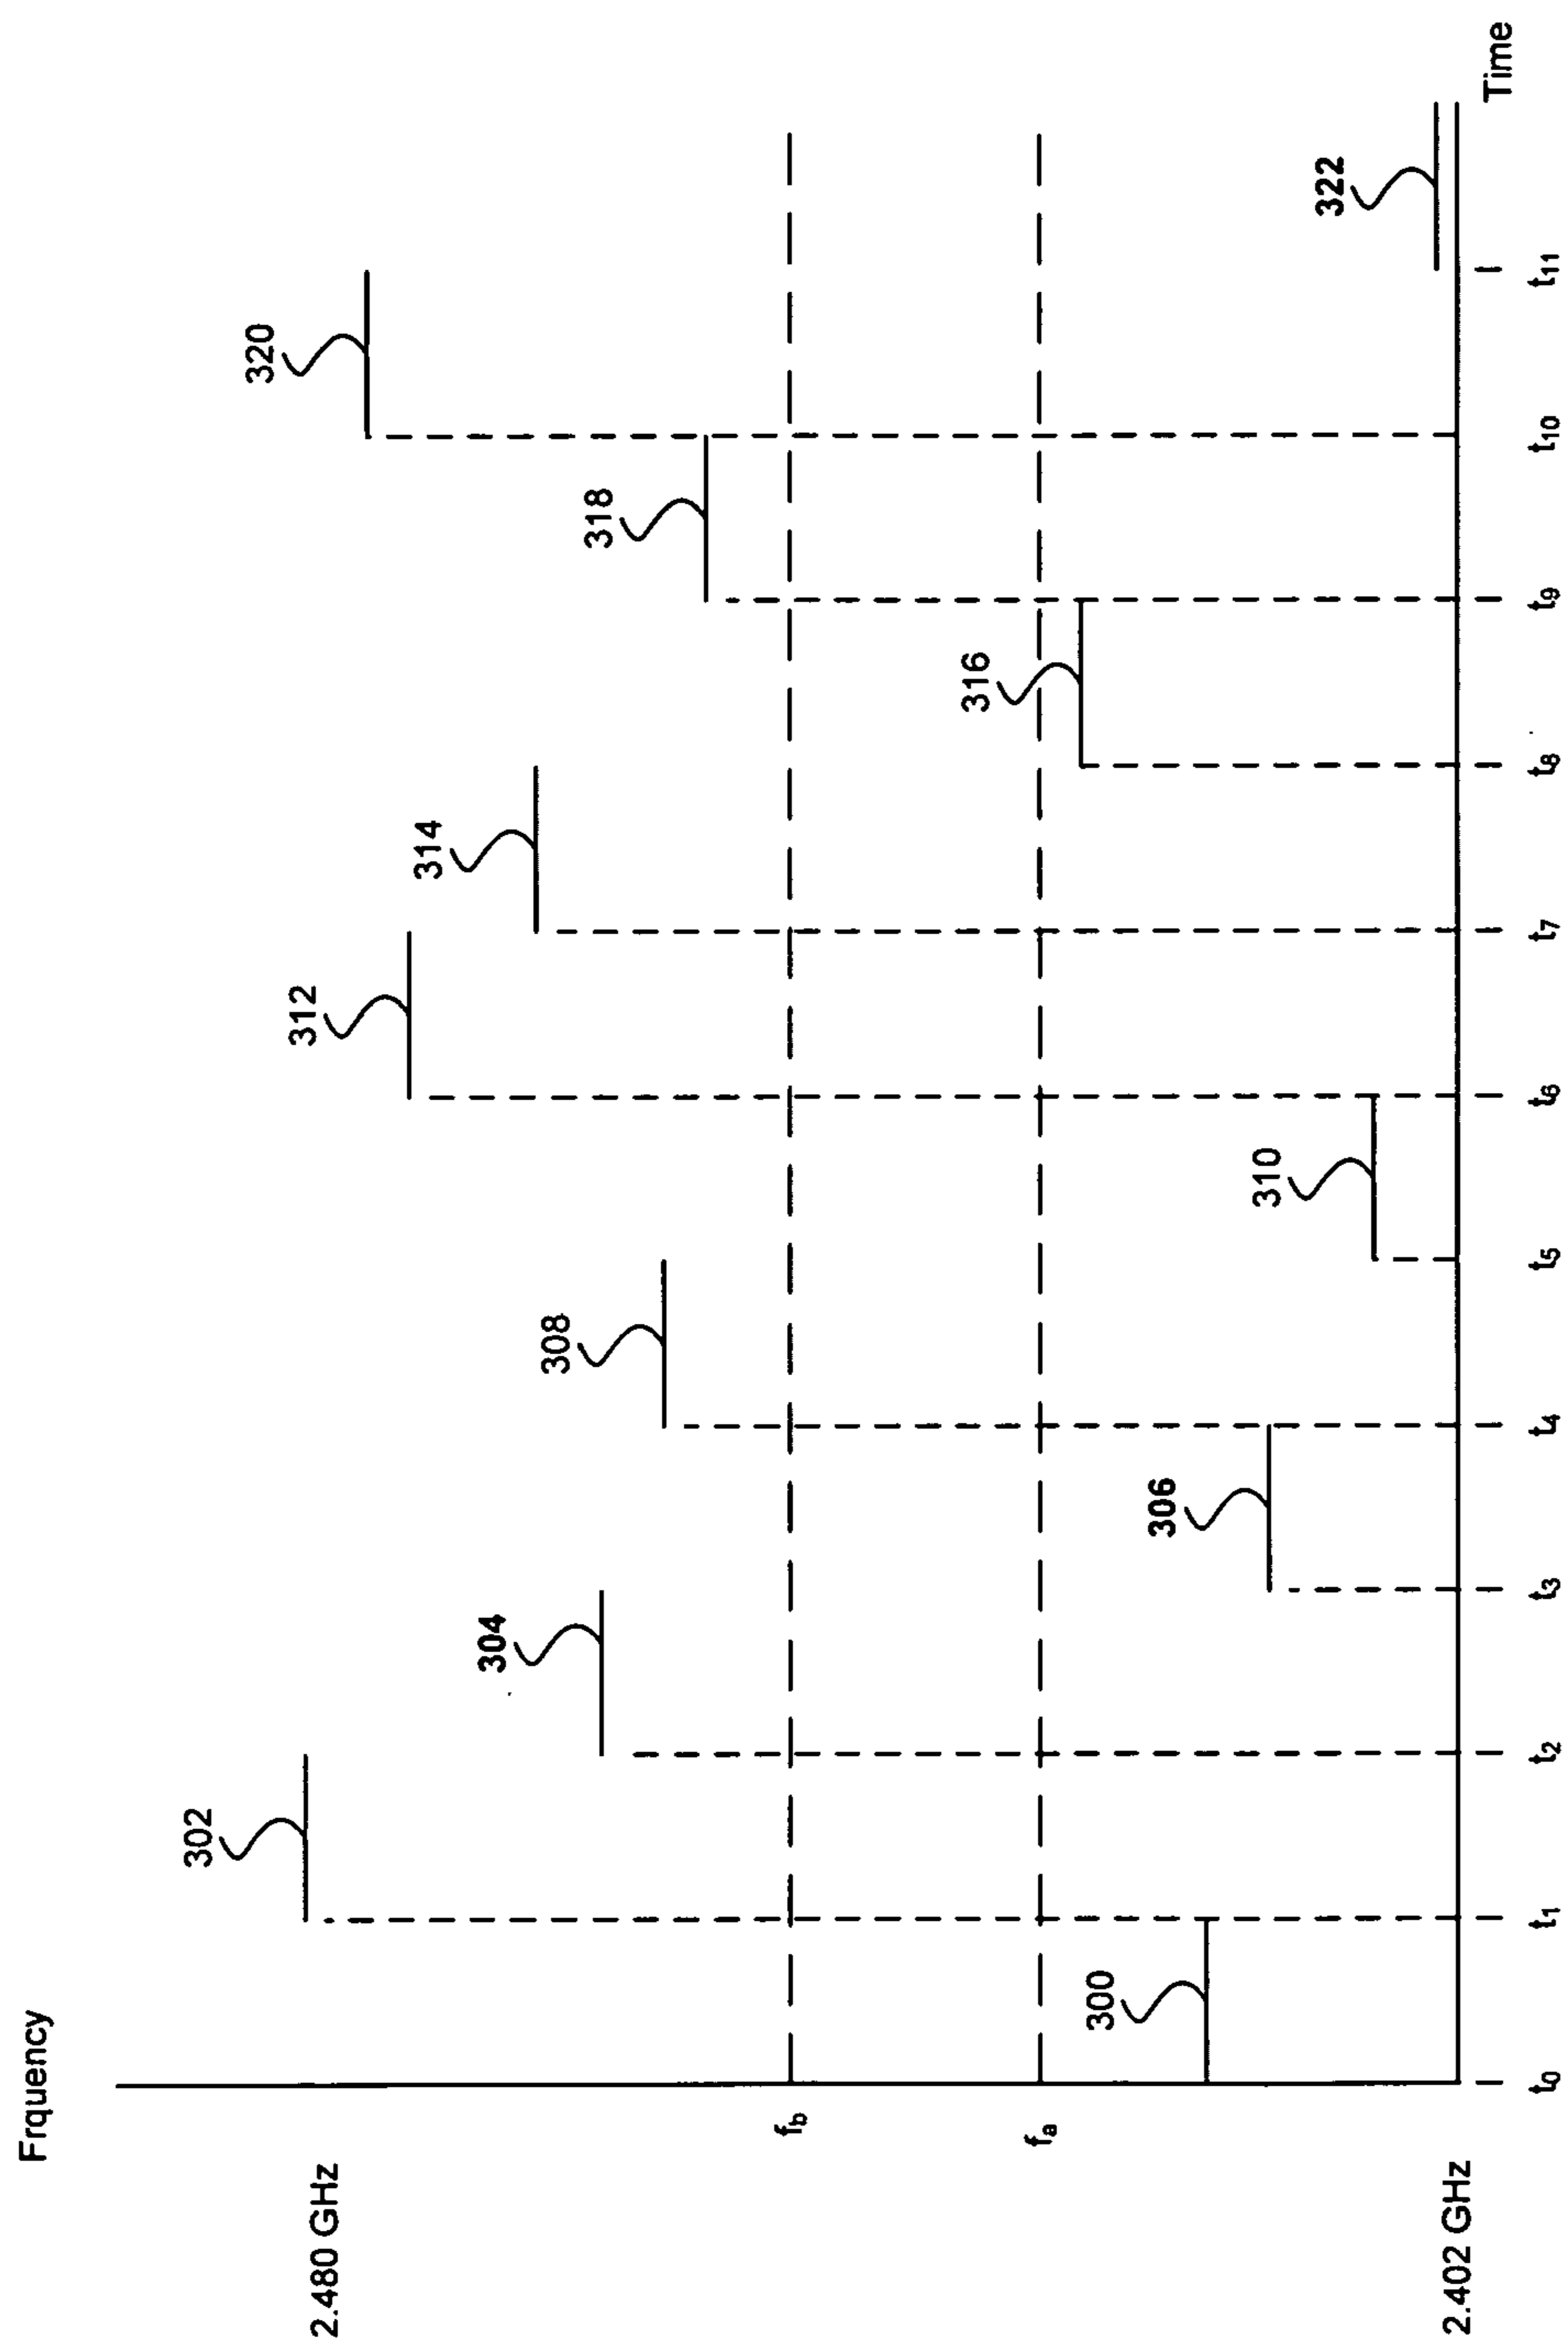 Frquency
2.480 GHz
f_b
f_a
2.402 GHz
300
302
304
306
308
310
312
314
316
318
320
322
t_0
t_1
t_2
t_3
t_4
t_5
t_6
t_7
t_8
t_9
t_10
t_11
Time